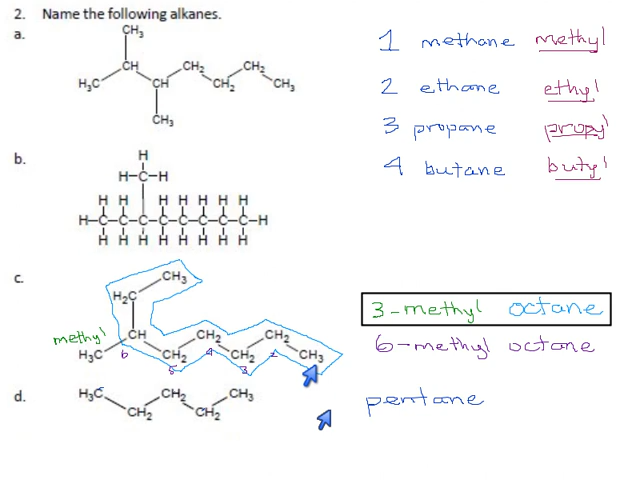 2. Name the following alkanes.
a.
CH3
CH CH2 CH2
H3C CH CH2 CH3
CH3
1 methane methyl
2 ethane ethyl
3 propane propyl
4 butane butyl
b.
H
H-C-H
H H H H H H H
H-C-C-C-C-C-C-C-C-H
H H H H H H H H
c.
CH3
H2C
methyl CH CH2 CH2
H3C 6 CH2 4 CH2 2 CH3
5 3
3-methyl octane
6-methyl octane
d.
H3C CH2 CH3
CH2 CH2
pentane